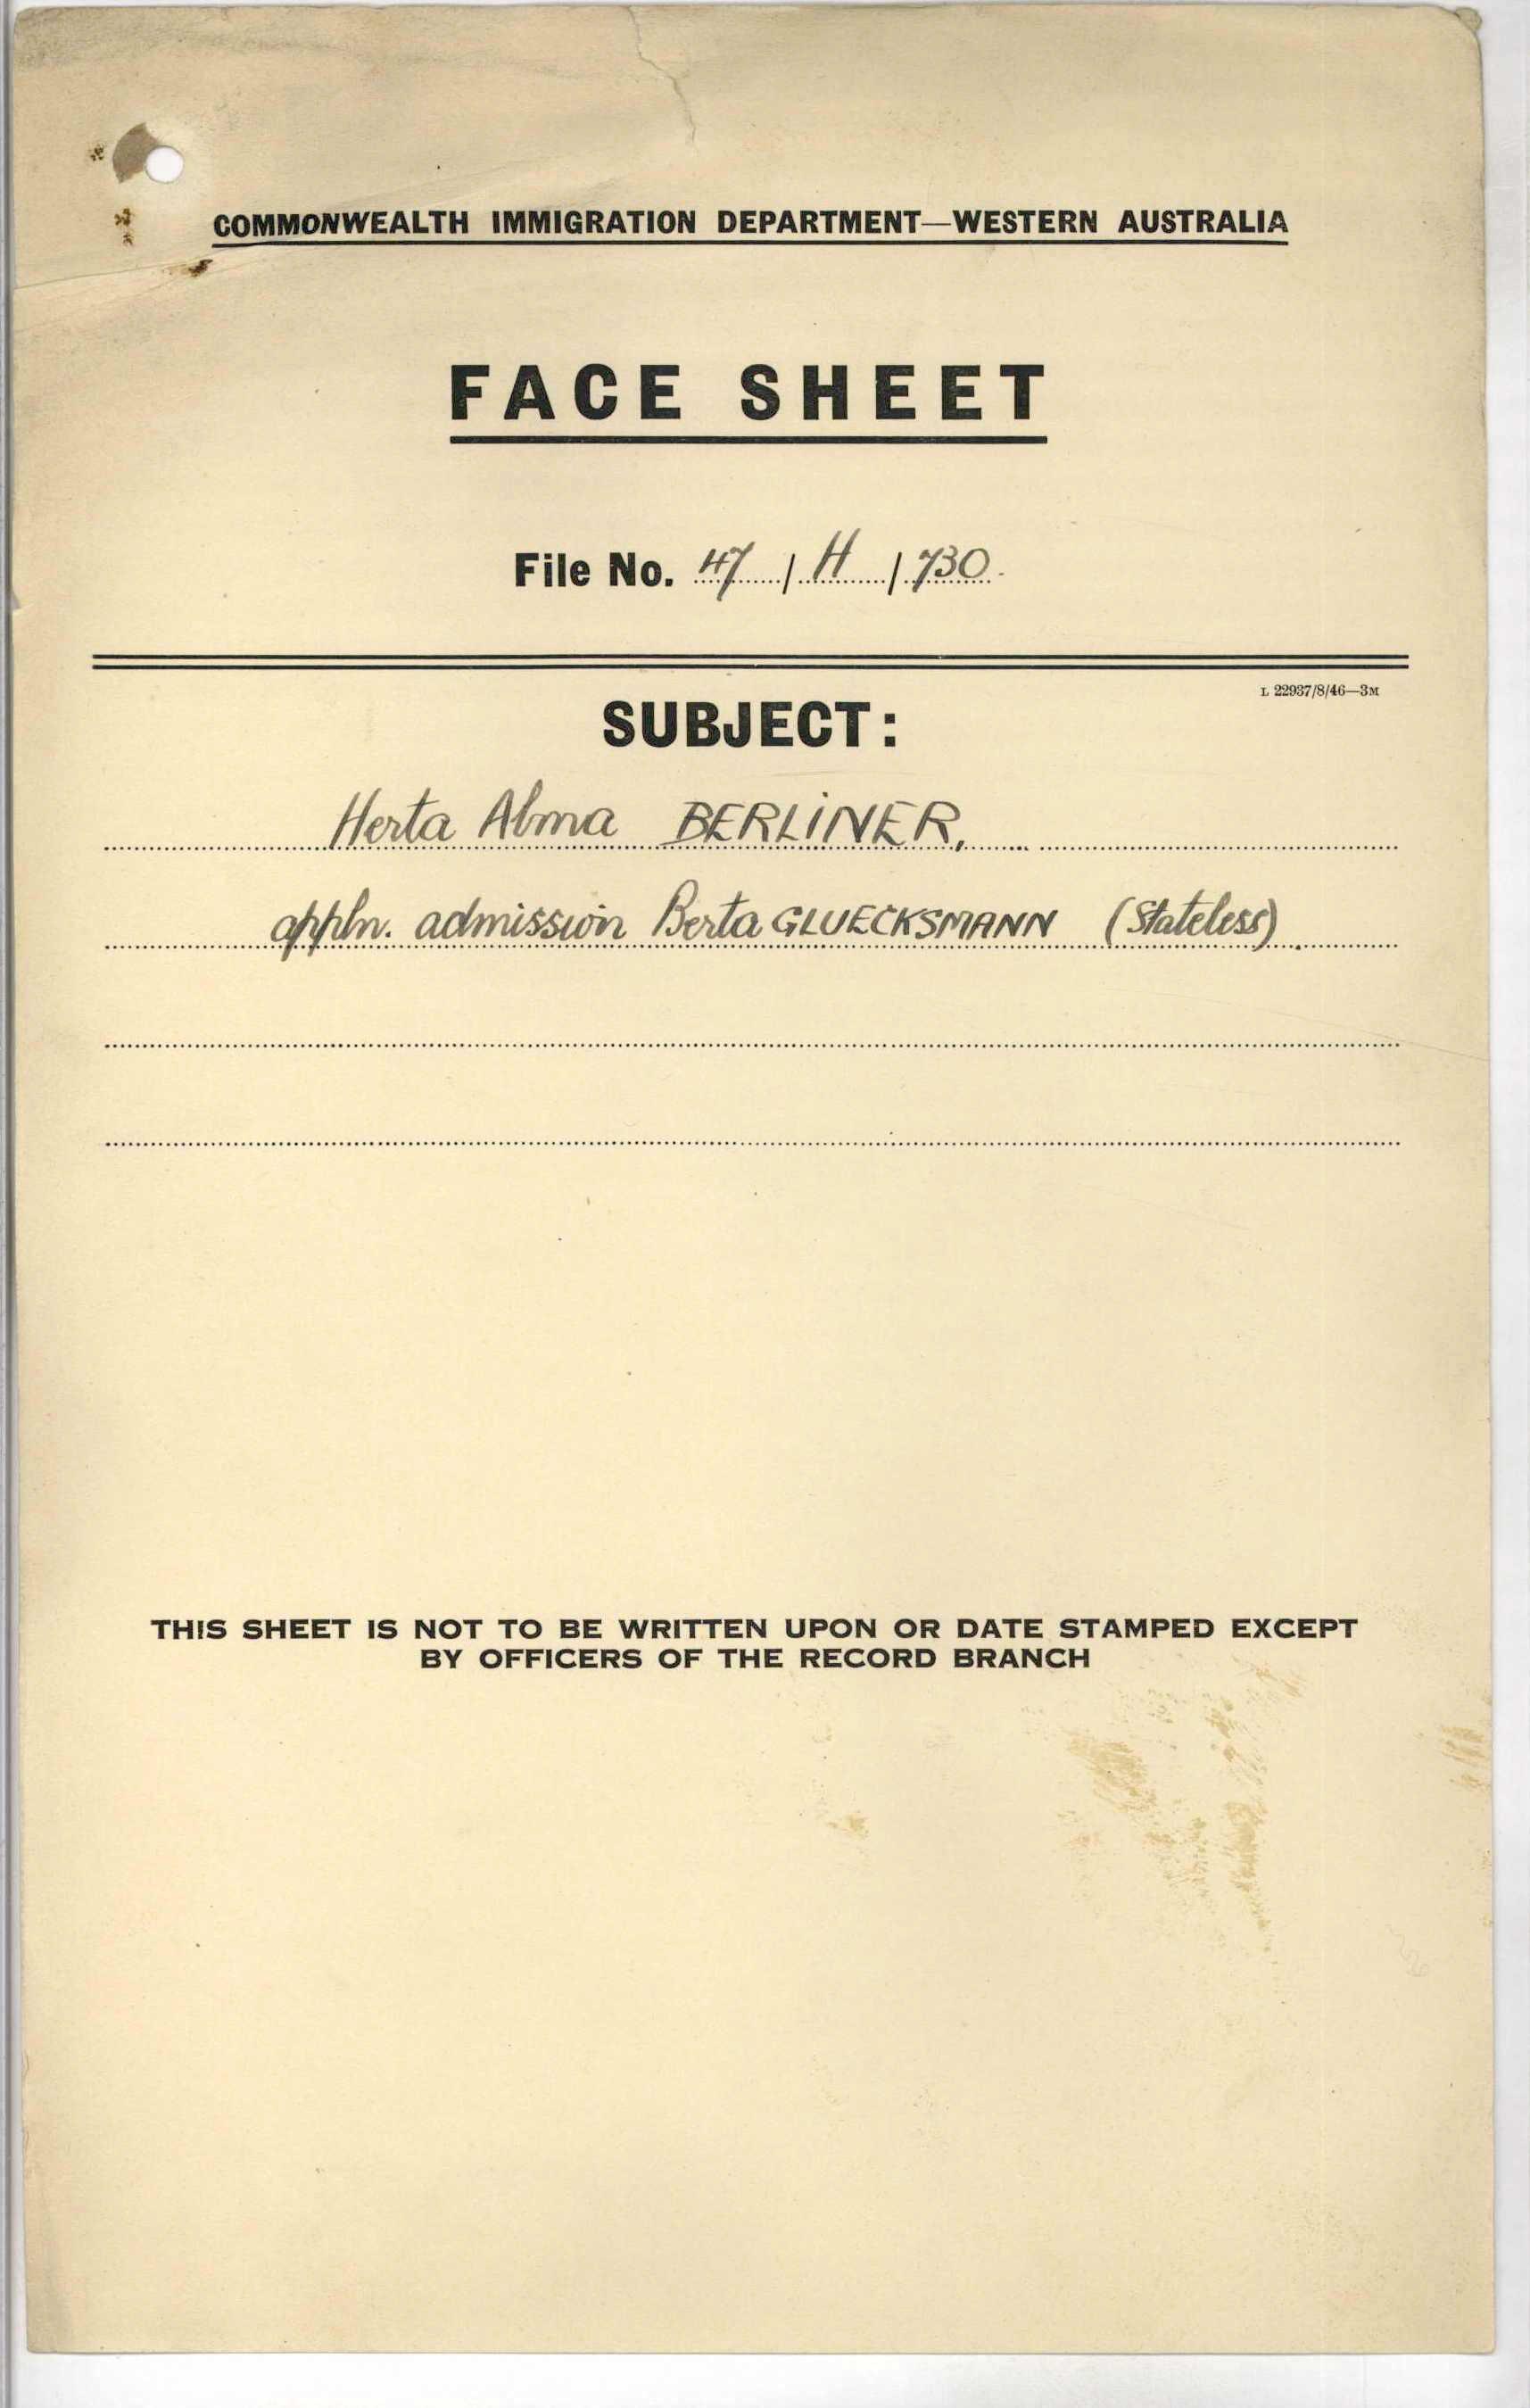 COMMONWEALTH IMMIGRATION DEPARTMENT—WESTERN AUSTRALIA
FACE SHEET
File No. 47 / H / 730.
L 22937/8/46—3M
SUBJECT:
Herta Alma BERLINER,
appln. admission Berta GLUECKSMANN (Stateless).
THIS SHEET IS NOT TO BE WRITTEN UPON OR DATE STAMPED EXCEPT
BY OFFICERS OF THE RECORD BRANCH